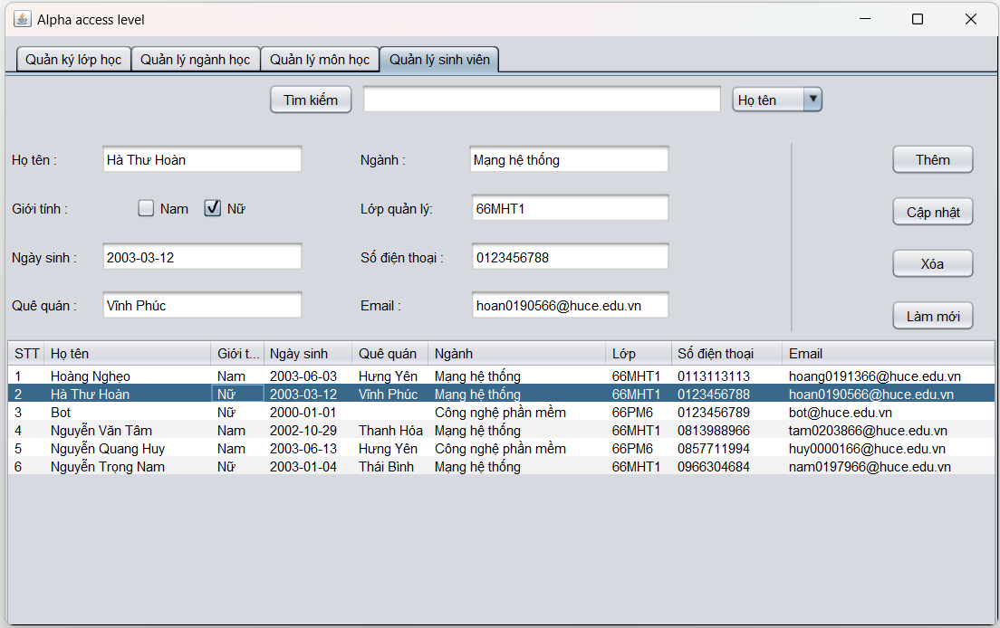 Alpha access level
Quản ký lớp học Quản lý ngành học Quản lý môn học Quản lý sinh viên
Tìm kiếm Họ tên
Họ tên : Hà Thư Hoàn Ngành : Mạng hệ thống Thêm
Giới tính : Nam Nữ Lớp quản lý: 66MHT1 Cập nhật
Ngày sinh : 2003-03-12 Số điện thoại : 0123456788 Xóa
Quê quán : Vĩnh Phúc Email : hoan0190566@huce.edu.vn Làm mới
STT Họ tên Giới t... Ngày sinh Quê quán Ngành Lớp Số điện thoại Email
1 Hoàng Nghẹo Nam 2003-06-03 Hưng Yên Mạng hệ thống 66MHT1 0113113113 hoang0191366@huce.edu.vn
2 Hà Thư Hoàn Nữ 2003-03-12 Vĩnh Phúc Mạng hệ thống 66MHT1 0123456788 hoan0190566@huce.edu.vn
3 Bot Nữ 2000-01-01 Công nghệ phần mềm 66PM6 0123456789 bot@huce.edu.vn
4 Nguyễn Văn Tâm Nam 2002-10-29 Thanh Hóa Mạng hệ thống 66MHT1 0813988966 tam0203866@huce.edu.vn
5 Nguyễn Quang Huy Nam 2003-06-13 Hưng Yên Công nghệ phần mềm 66PM6 0857711994 huy0000166@huce.edu.vn
6 Nguyễn Trọng Nam Nữ 2003-01-04 Thái Bình Mạng hệ thống 66MHT1 0966304684 nam0197966@huce.edu.vn